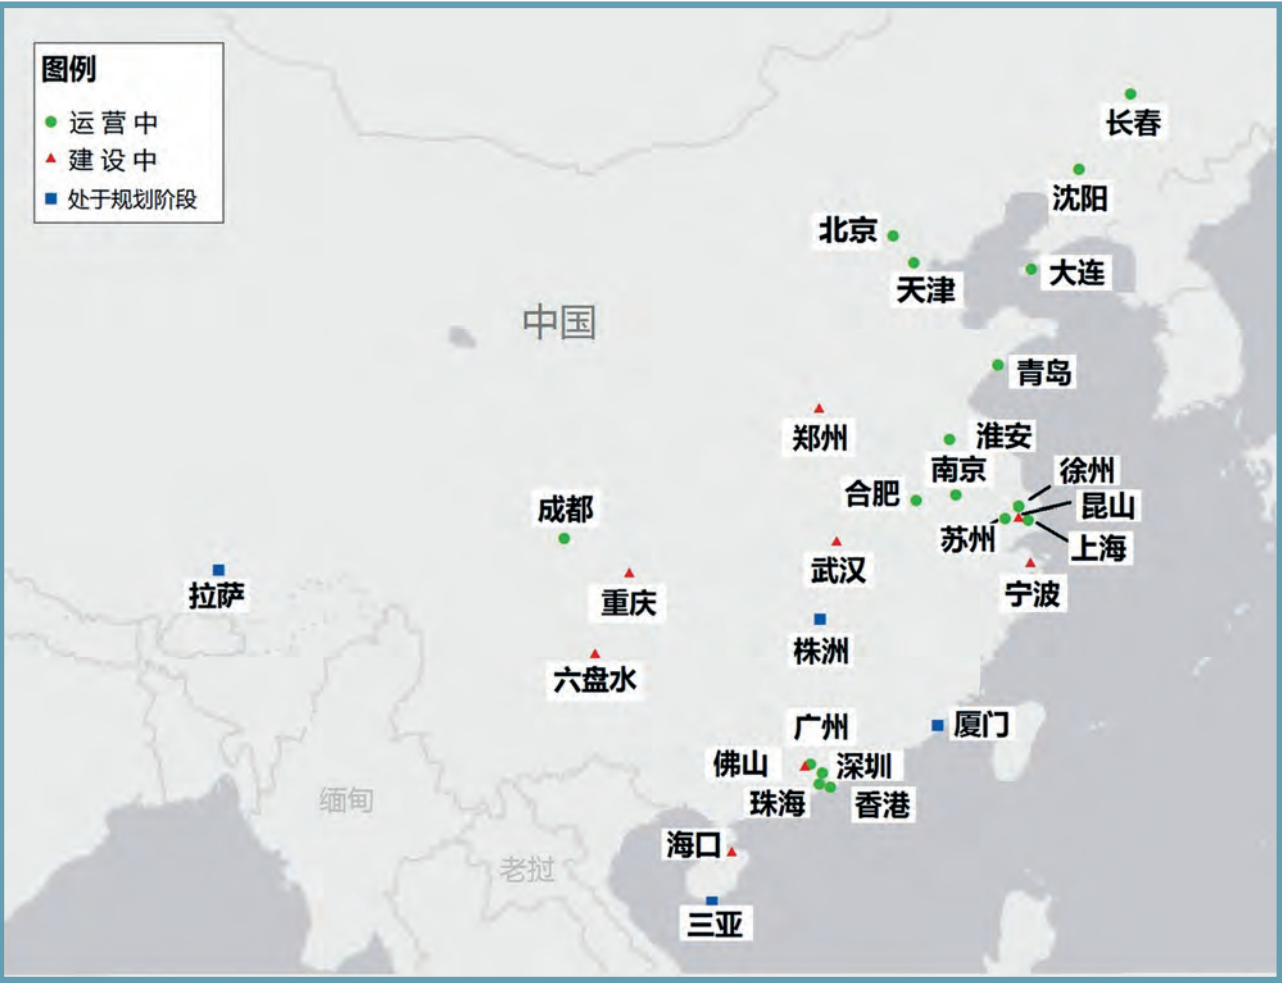 图例
运营中
建设中
处于规划阶段
长春
沈阳
北京
天津
大连
中国
青岛
郑州
淮安
南京
徐州
合肥
昆山
成都
苏州
上海
武汉
拉萨
重庆
宁波
株洲
六盘水
广州
厦门
佛山
深圳
缅甸
珠海
香港
海口
老挝
三亚